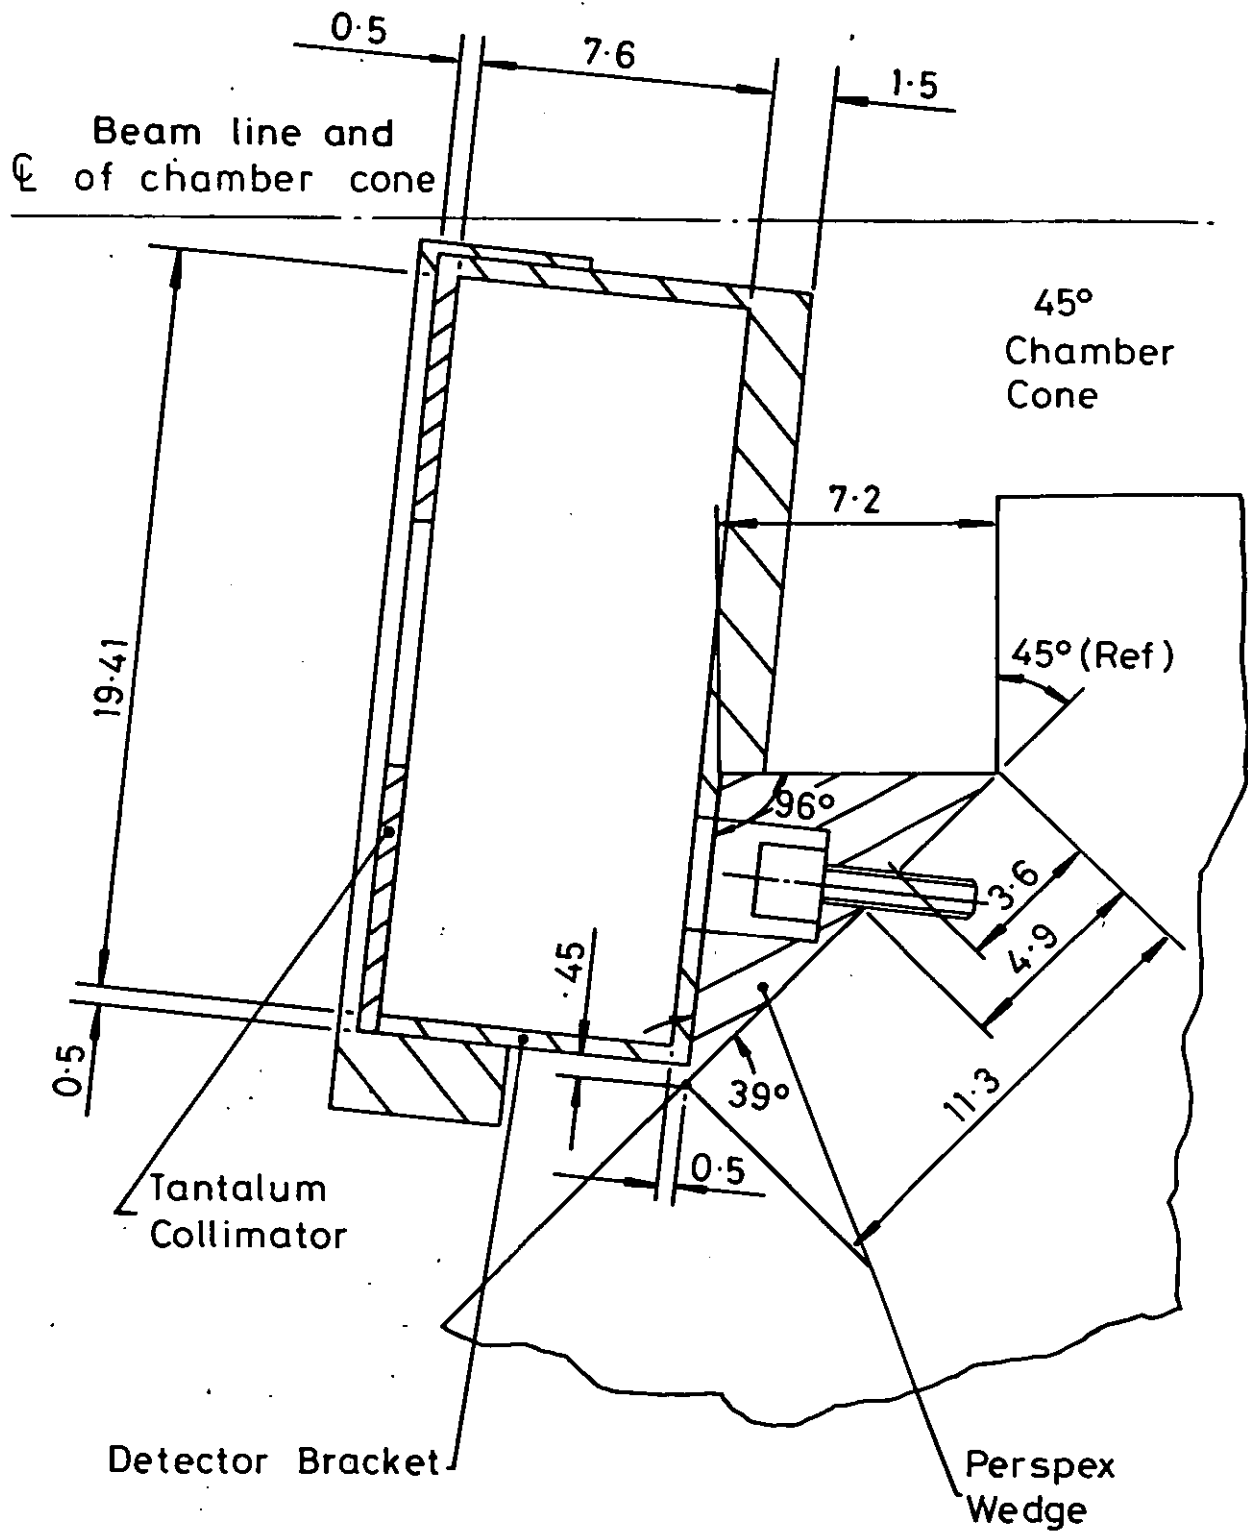 0·5
7·6
1·5
Beam line and
℄ of chamber cone
45°
Chamber
Cone
7·2
45° (Ref)
19·41
96°
3·6
4·9
·45
11·3
0·5
39°
0·5
Tantalum
Collimator
Detector Bracket
Perspex
Wedge